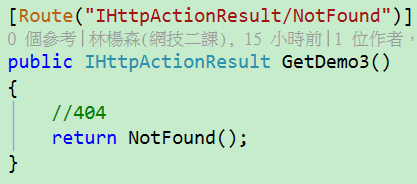 [Route("IHttpActionResult/NotFound")]
0 個參考|林楊森(網技二課), 15 小時前|1 位作者,
public IHttpActionResult GetDemo3()
{
//404
return NotFound();
}